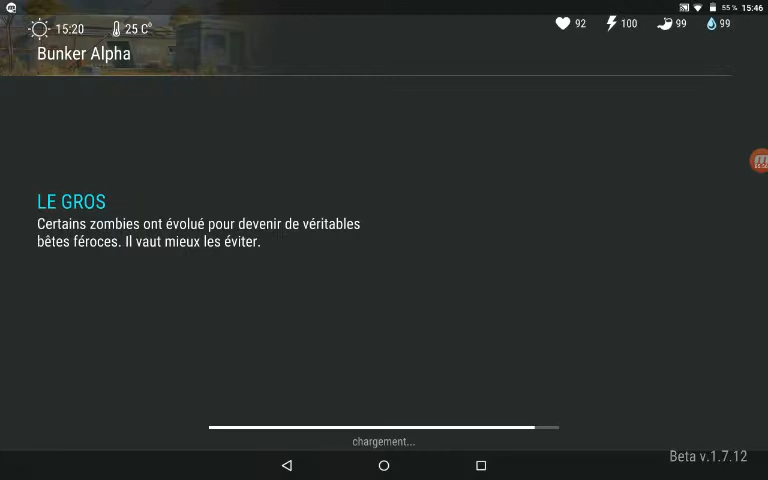 55 % 15:46
15:20 25 C°
92 100 99 99
Bunker Alpha
LE GROS
Certains zombies ont évolué pour devenir de véritables
bêtes féroces. Il vaut mieux les éviter.
chargement...
Beta v.1.7.12